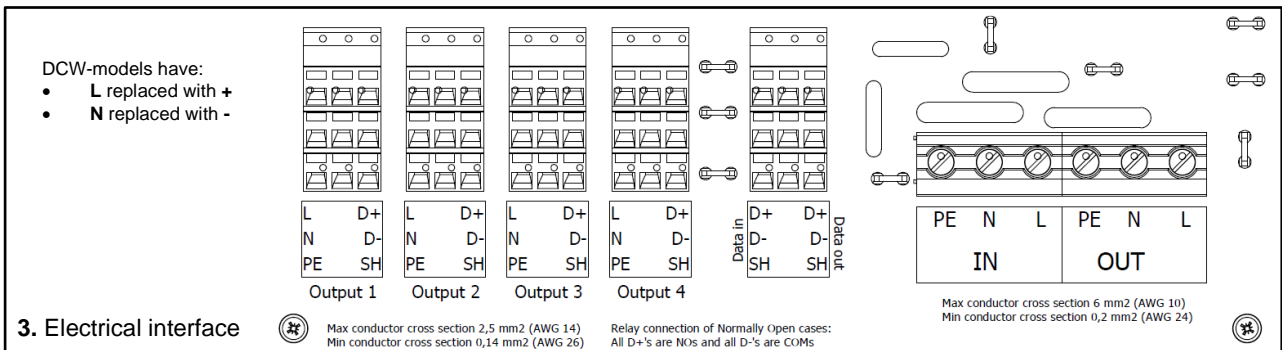 DCW-models have:
• L replaced with +
• N replaced with -
L D+
N D-
PE SH
Output 1
L D+
N D-
PE SH
Output 2
L D+
N D-
PE SH
Output 3
L D+
N D-
PE SH
Output 4
Data in
D+ D+
D- D-
SH SH
Data out
PE N L PE N L
IN OUT
3. Electrical interface
Max conductor cross section 2,5 mm2 (AWG 14)
Min conductor cross section 0,14 mm2 (AWG 26)
Relay connection of Normally Open cases:
All D+'s are NOs and all D-'s are COMs
Max conductor cross section 6 mm2 (AWG 10)
Min conductor cross section 0,2 mm2 (AWG 24)